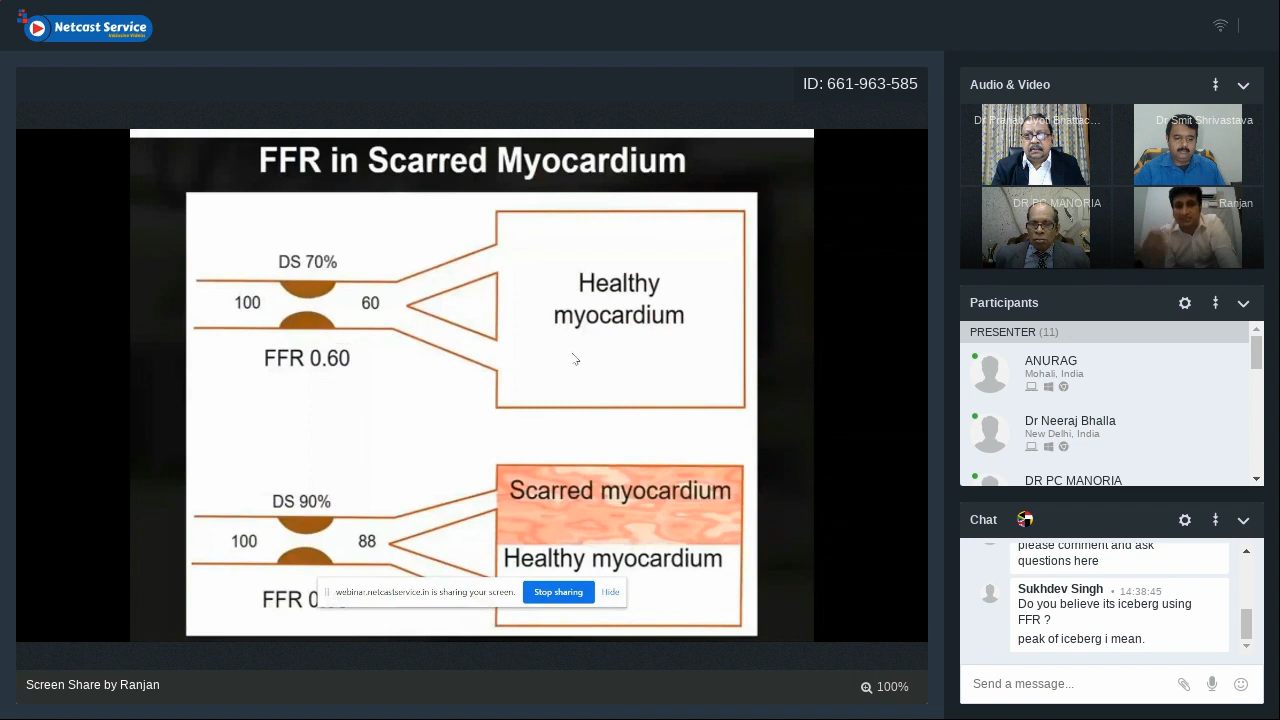 Netcast Service
ID: 661-963-585
FFR in Scarred Myocardium
DS 70%
100
60
FFR 0.60
Healthy
myocardium
DS 90%
100
88
Scarred myocardium
Healthy myocardium
webinar.netcastservice.in is sharing your screen.
Stop sharing
Hide
Screen Share by Ranjan
100%
Audio & Video
Dr Smit Shrivastava
DR PC MANORIA
Ranjan
Participants
PRESENTER (11)
ANURAG
Mohali, India
Dr Neeraj Bhalla
New Delhi, India
DR PC MANORIA
Chat
please comment and ask
questions here
Sukhdev Singh • 14:38:45
Do you believe its iceberg using
FFR ?
peak of iceberg i mean.
Send a message...